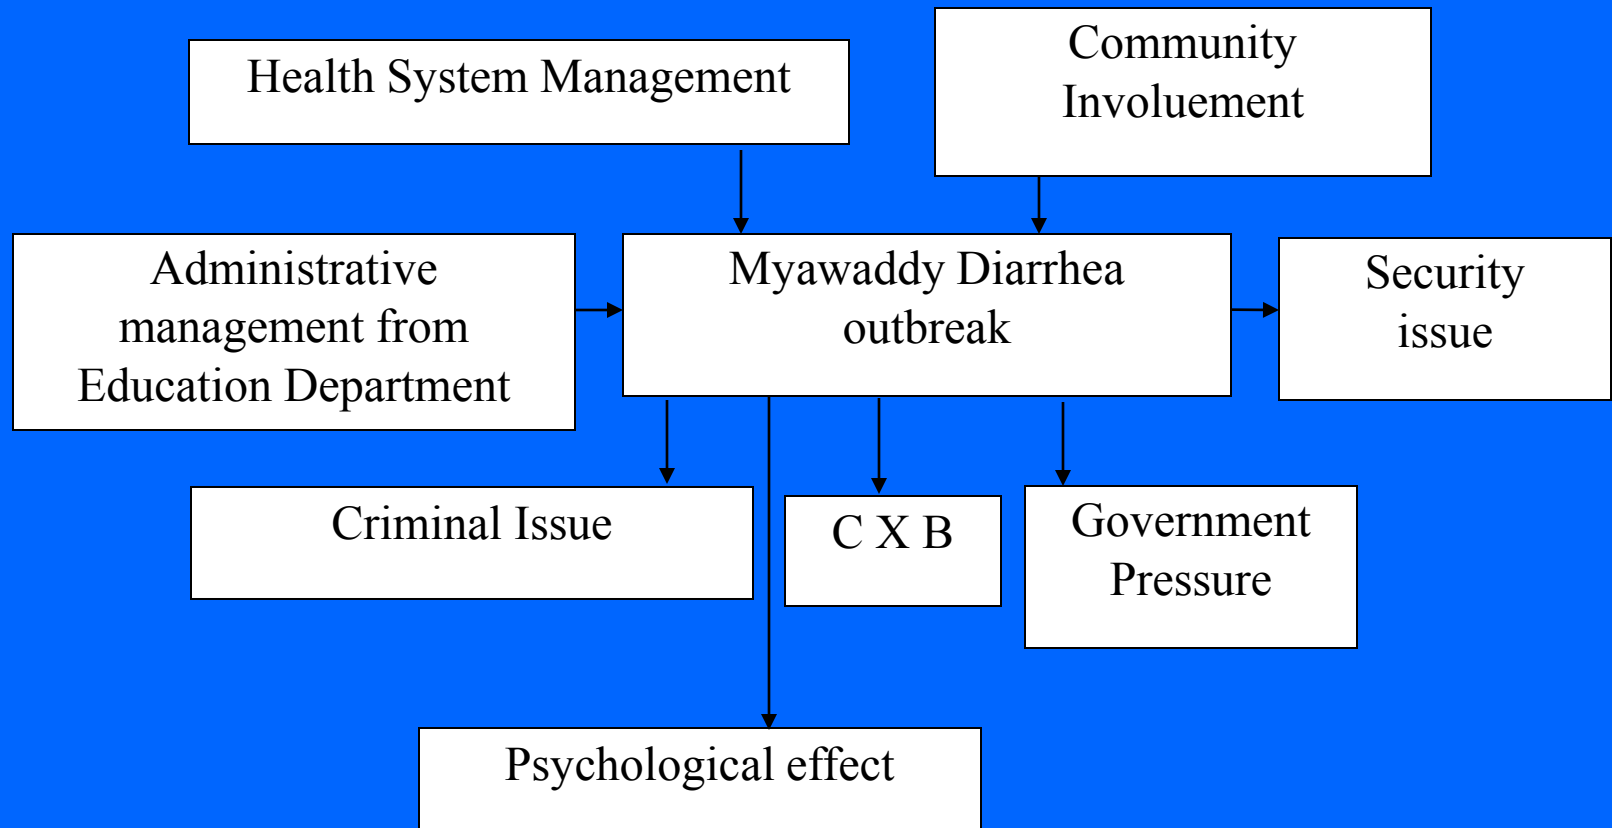 Health System Management
Community
Involuement
Administrative
management from
Education Department
Myawaddy Diarrhea
outbreak
Security
issue
Criminal Issue
C X B
Government
Pressure
Psychological effect